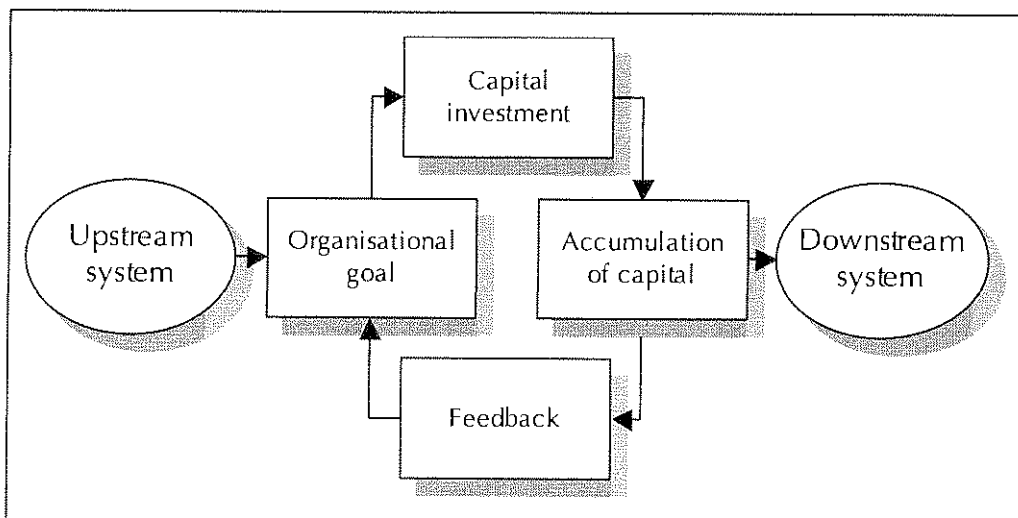 Capital
investment
Upstream
system
Organisational
goal
Accumulation
of capital
Downstream
system
Feedback